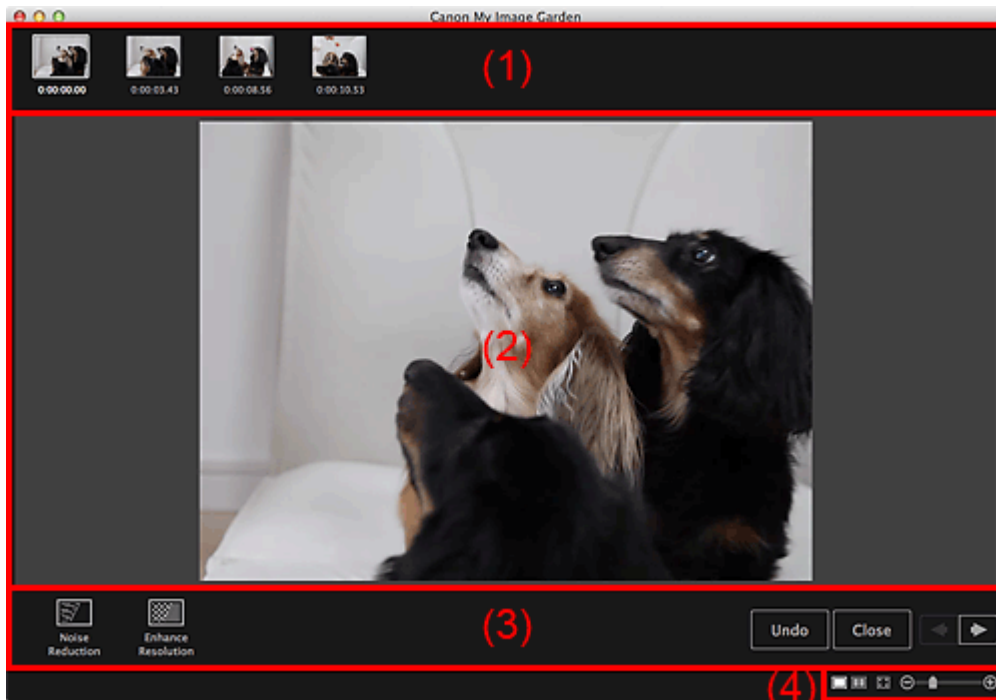 Canon My Image Garden
(1)
0:00:00.00 0:00:03.43 0:00:08.56 0:00:10.53
(2)
Noise Reduction
Enhance Resolution
(3)
Undo
Close
(4)